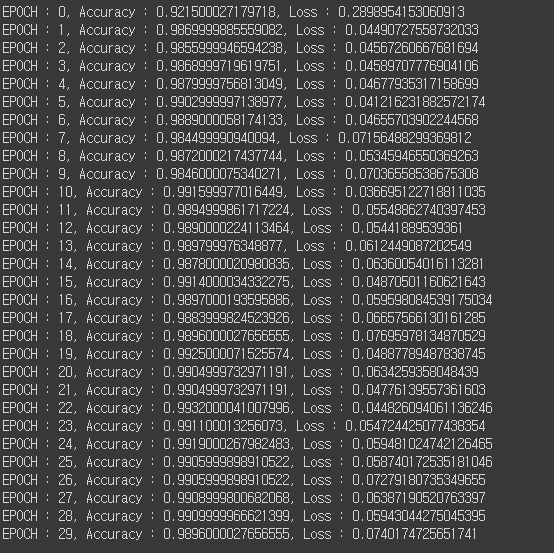 EPOCH : 0, Accuracy : 0.921500027179718, Loss : 0.2898954153060913
EPOCH : 1, Accuracy : 0.9869999885559082, Loss : 0.04490727558732033
EPOCH : 2, Accuracy : 0.9855999946594238, Loss : 0.04567260667681694
EPOCH : 3, Accuracy : 0.9868999719619751, Loss : 0.04589707776904106
EPOCH : 4, Accuracy : 0.9879999756813049, Loss : 0.04677935317158699
EPOCH : 5, Accuracy : 0.9902999997138977, Loss : 0.041216231882572174
EPOCH : 6, Accuracy : 0.9889000058174133, Loss : 0.04655703902244568
EPOCH : 7, Accuracy : 0.984499990940094, Loss : 0.07156488299369812
EPOCH : 8, Accuracy : 0.9872000217437744, Loss : 0.05345946550369263
EPOCH : 9, Accuracy : 0.9846000075340271, Loss : 0.07036558538675308
EPOCH : 10, Accuracy : 0.991599977016449, Loss : 0.036695122718811035
EPOCH : 11, Accuracy : 0.9894999861717224, Loss : 0.05548862740397453
EPOCH : 12, Accuracy : 0.9890000224113464, Loss : 0.05441889539361
EPOCH : 13, Accuracy : 0.989799976348877, Loss : 0.0612449087202549
EPOCH : 14, Accuracy : 0.9878000020980835, Loss : 0.06360054016113281
EPOCH : 15, Accuracy : 0.9914000034332275, Loss : 0.04870501160621643
EPOCH : 16, Accuracy : 0.989700019359588​6, Loss : 0.059598084539175034
EPOCH : 17, Accuracy : 0.9883999824523926, Loss : 0.06657566130161285
EPOCH : 18, Accuracy : 0.9896000027656555, Loss : 0.07695978134870529
EPOCH : 19, Accuracy : 0.9925000071525574, Loss : 0.04887789487838745
EPOCH : 20, Accuracy : 0.9904999732971191, Loss : 0.0634259358048439
EPOCH : 21, Accuracy : 0.9904999732971191, Loss : 0.04776139557361603
EPOCH : 22, Accuracy : 0.9932000041007996, Loss : 0.044826094061136246
EPOCH : 23, Accuracy : 0.991100013256073, Loss : 0.054724425077438354
EPOCH : 24, Accuracy : 0.9919000267982483, Loss : 0.059481024742126465
EPOCH : 25, Accuracy : 0.9905999898910522, Loss : 0.058740172535181046
EPOCH : 26, Accuracy : 0.9905999898910522, Loss : 0.07279180735349655
EPOCH : 27, Accuracy : 0.9908999800682068, Loss : 0.06387190520763397
EPOCH : 28, Accuracy : 0.9909999966621399, Loss : 0.05943044275045395
EPOCH : 29, Accuracy : 0.9896000027656555, Loss : 0.0740174725651741